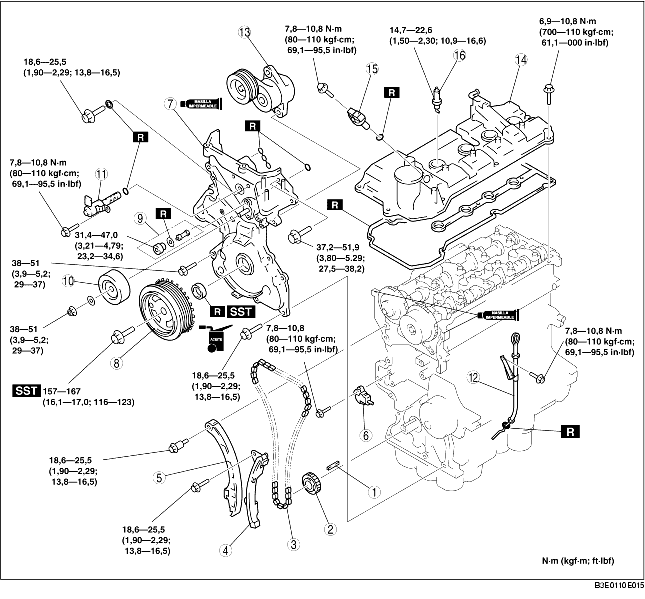 7,8—10,8 N·m
(80—110 kgf·cm;
69,1—95,5 in·lbf)
14,7—22,6
(1,50—2,30; 10,9—16,6)
6,9—10,8 N·m
(700—110 kgf·cm;
61,1—000 in·lbf)
13
16
14
15
18,6—25,5
(1,90—2,29; 13,8—16,5)
7
MASILLA
IMPERMEABLE
R
R
R
7,8—10,8 N·m
(80—110 kgf·cm;
69,1—95,5 in·lbf)
11
R
9
R
31,4—47,0
(3,21—4,79;
23,2—34,6)
37,2—51,9
(3,80—5.29;
27,5—38,2)
38—51
(3,9—5,2;
29—37)
10
R SST
MASILLA
IMPERMEABLE
ACEITE
7,8—10,8
(80—110 kgf·cm;
69,1—95,5 in·lbf)
38—51
(3,9—5,2;
29—37)
8
7,8—10,8 N·m
(80—110 kgf·cm;
69,1—95,5 in·lbf)
18,6—25,5
(1,90—2,29;
13,8—16,5)
12
SST 157—167
(16,1—17,0; 116—123)
6
R
18,6—25,5
(1,90—2,29;
13,8—16,5)
5
1
2
3
4
18,6—25,5
(1,90—2,29;
13,8—16,5)
N·m (kgf·m; ft·lbf)
B3E0110E015